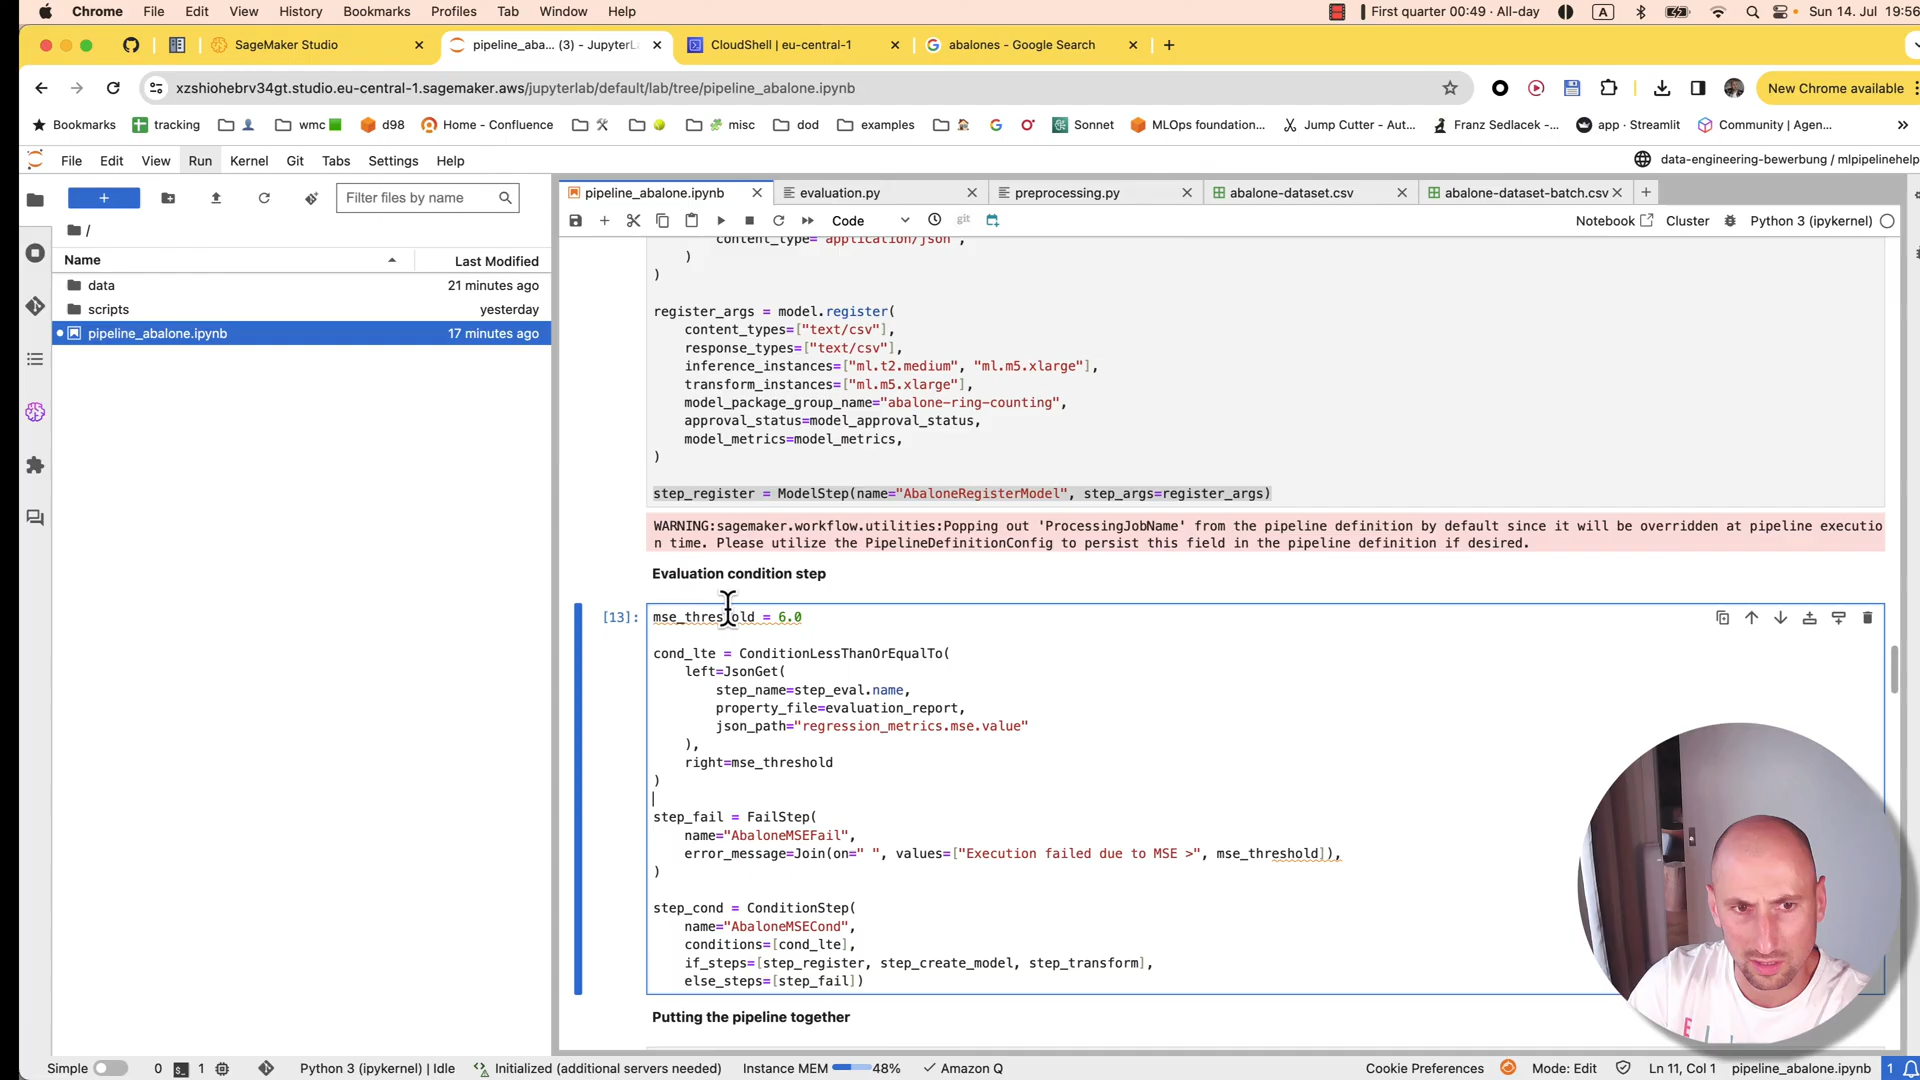 Chrome File Edit View History Bookmarks Profiles Tab Window Help
First quarter 00:49 - All-day A Sun 14. Jul 19:56
SageMaker Studio
pipeline_aba... (3) - JupyterLa
CloudShell | eu-central-1
abalones - Google Search
xzshiohebrv34gt.studio.eu-central-1.sagemaker.aws/jupyterlab/default/lab/tree/pipeline_abalone.ipynb
New Chrome available
Bookmarks tracking wmc d98 Home - Confluence misc dod examples Sonnet MLOps foundation... Jump Cutter - Aut... Franz Sedlacek -... app · Streamlit Community | Agen...
File Edit View Run Kernel Git Tabs Settings Help
data-engineering-bewerbung / mlpipelinehelp
Filter files by name
/
Name Last Modified
data 21 minutes ago
scripts yesterday
pipeline_abalone.ipynb 17 minutes ago
pipeline_abalone.ipynb evaluation.py preprocessing.py abalone-dataset.csv abalone-dataset-batch.csv
Code git Notebook Cluster Python 3 (ipykernel)
content_type="application/json",
)
)
register_args = model.register(
content_types=["text/csv"],
response_types=["text/csv"],
inference_instances=["ml.t2.medium", "ml.m5.xlarge"],
transform_instances=["ml.m5.xlarge"],
model_package_group_name="abalone-ring-counting",
approval_status=model_approval_status,
model_metrics=model_metrics,
)
step_register = ModelStep(name="AbaloneRegisterModel", step_args=register_args)
WARNING:sagemaker.workflow.utilities:Popping out 'ProcessingJobName' from the pipeline definition by default since it will be overridden at pipeline executio
n time. Please utilize the PipelineDefinitionConfig to persist this field in the pipeline definition if desired.
Evaluation condition step
[13]: mse_threshold = 6.0
cond_lte = ConditionLessThanOrEqualTo(
left=JsonGet(
step_name=step_eval.name,
property_file=evaluation_report,
json_path="regression_metrics.mse.value"
),
right=mse_threshold
)
step_fail = FailStep(
name="AbaloneMSEFail",
error_message=Join(on=" ", values=["Execution failed due to MSE >", mse_threshold]),
)
step_cond = ConditionStep(
name="AbaloneMSECond",
conditions=[cond_lte],
if_steps=[step_register, step_create_model, step_transform],
else_steps=[step_fail])
Putting the pipeline together
Simple 0 1 Python 3 (ipykernel) | Idle Initialized (additional servers needed) Instance MEM 48% Amazon Q Cookie Preferences Mode: Edit Ln 11, Col 1 pipeline_abalone.ipynb 1